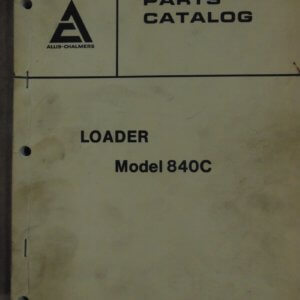 PARTS
CATALOG
ALLIS-CHALMERS
LOADER
Model 840C